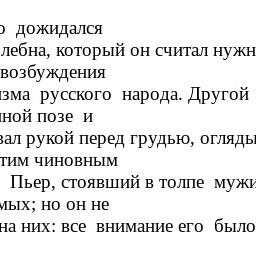 о дожидался
лебна, который он считал нужн
возбуждения
изма русского народа. Другой
нной позе и
вал рукой перед грудью, огляды
тим чиновным
Пьер, стоявший в толпе мужи
мых; но он не
на них: все внимание его было